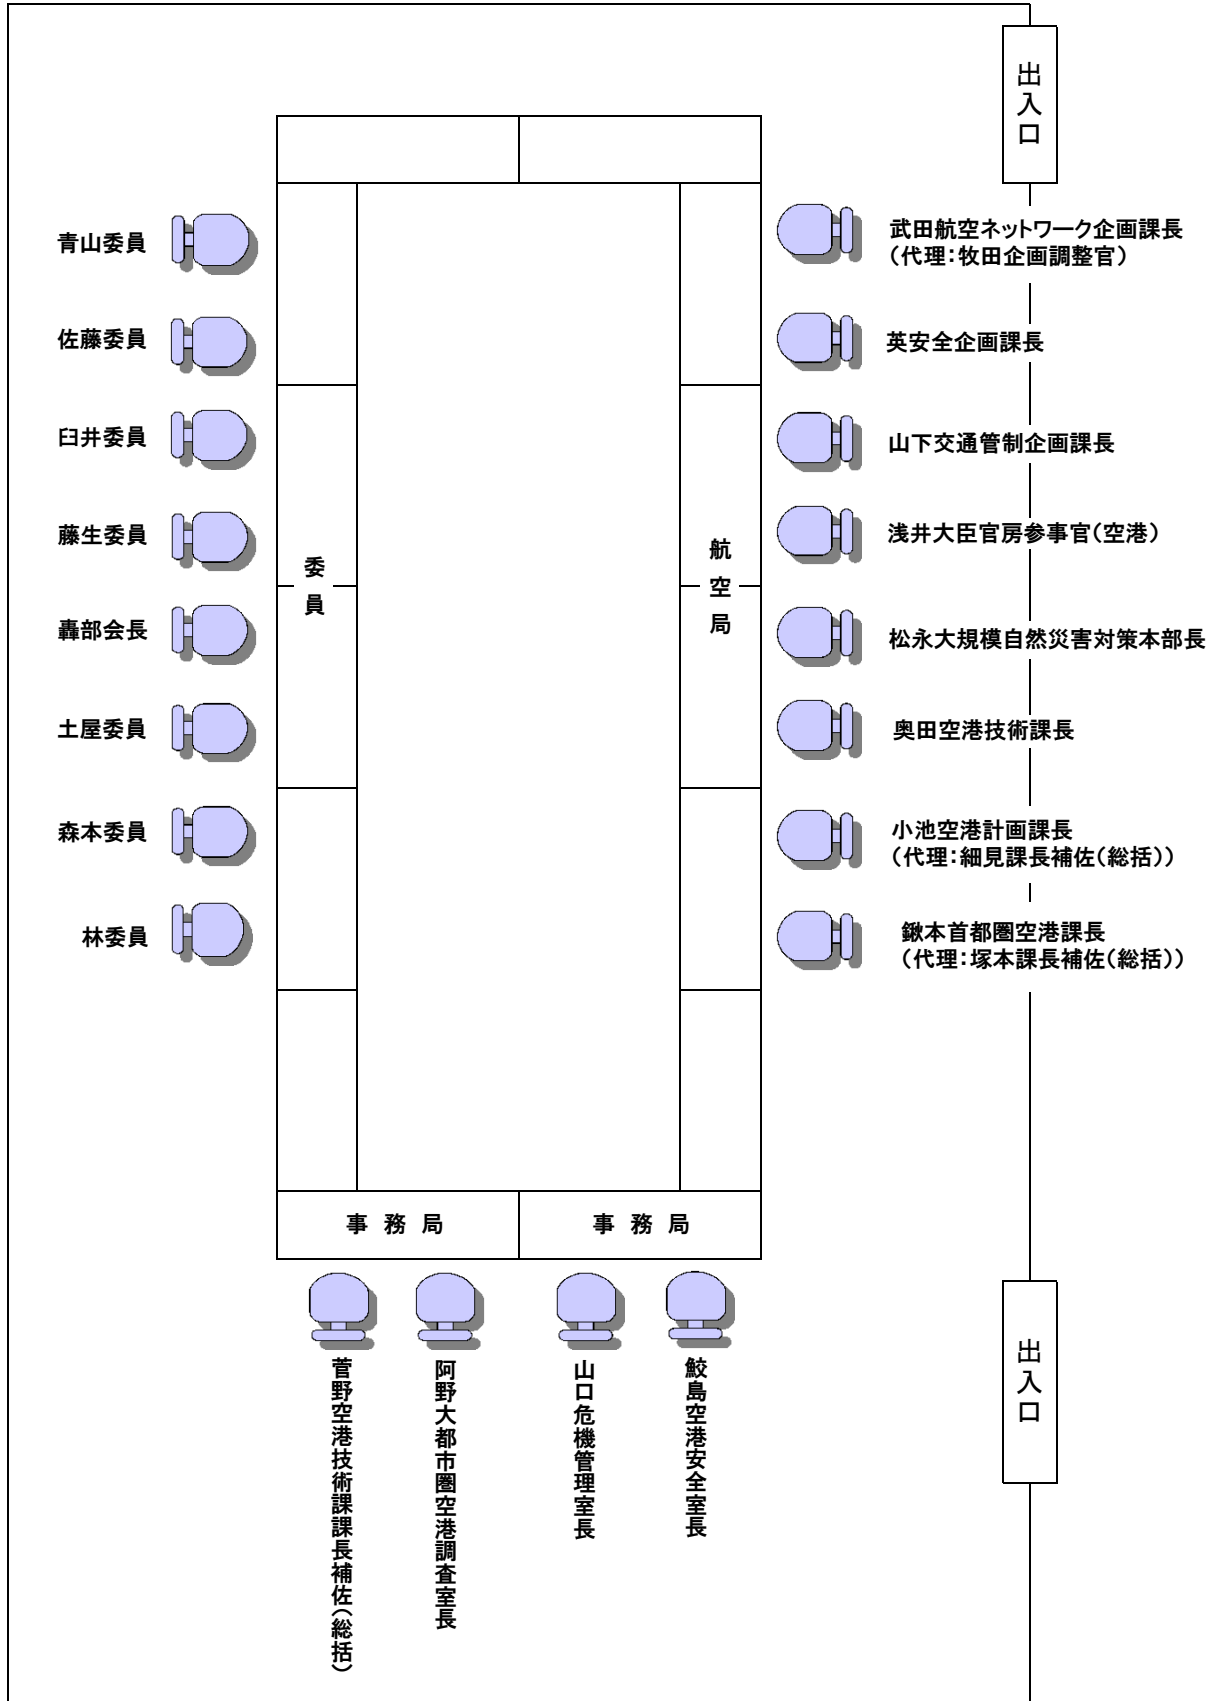 出入口
青山委員
佐藤委員
臼井委員
藤生委員
轟部会長
土屋委員
森本委員
林委員
委員
航空局
武田航空ネットワーク企画課長
（代理：牧田企画調整官）
英安全企画課長
山下交通管制企画課長
浅井大臣官房参事官（空港）
松永大規模自然災害対策本部長
奥田空港技術課長
小池空港計画課長
（代理：細見課長補佐（総括））
鍬本首都圏空港課長
（代理：塚本課長補佐（総括））
事務局
事務局
菅野空港技術課課長補佐（総括）
阿野大都市圏空港調査室長
山口危機管理室長
鮫島空港安全室長
出入口